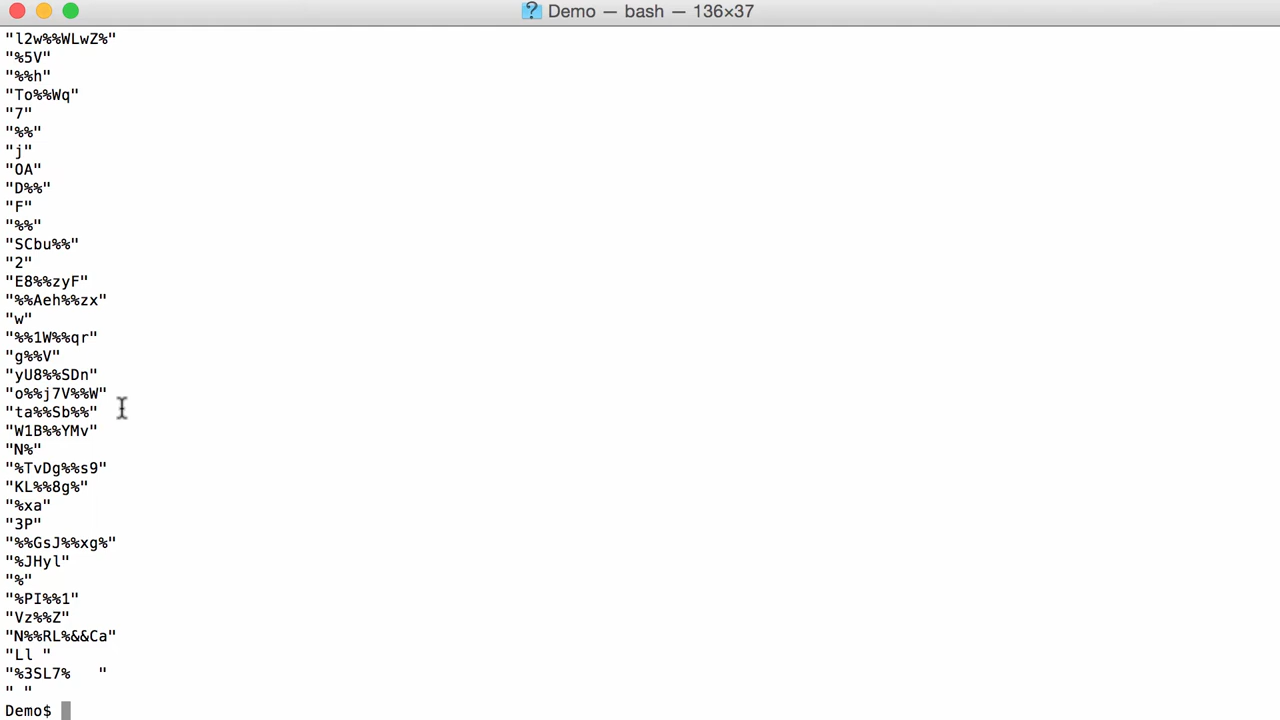 Demo — bash — 136×37
"l2w%%WLwZ%"
"%5V"
"%%h"
"To%%Wq"
"7"
"%%"
"j"
"OA"
"D%%"
"F"
"%%"
"SCbu%%"
"2"
"E8%%zyF"
"%%Aeh%%zx"
"w"
"%%1W%%qr"
"g%%V"
"yU8%%SDn"
"o%%j7V%%W"
"ta%%Sb%%"
"W1B%%YMv"
"N%"
"%TvDg%%s9"
"KL%%8g%"
"%xa"
"3P"
"%%GsJ%%xg%"
"%JHyl"
"%"
"%PI%%1"
"Vz%%Z"
"N%%RL%&&Ca"
"Ll "
"%3SL7%   "
" "
Demo$